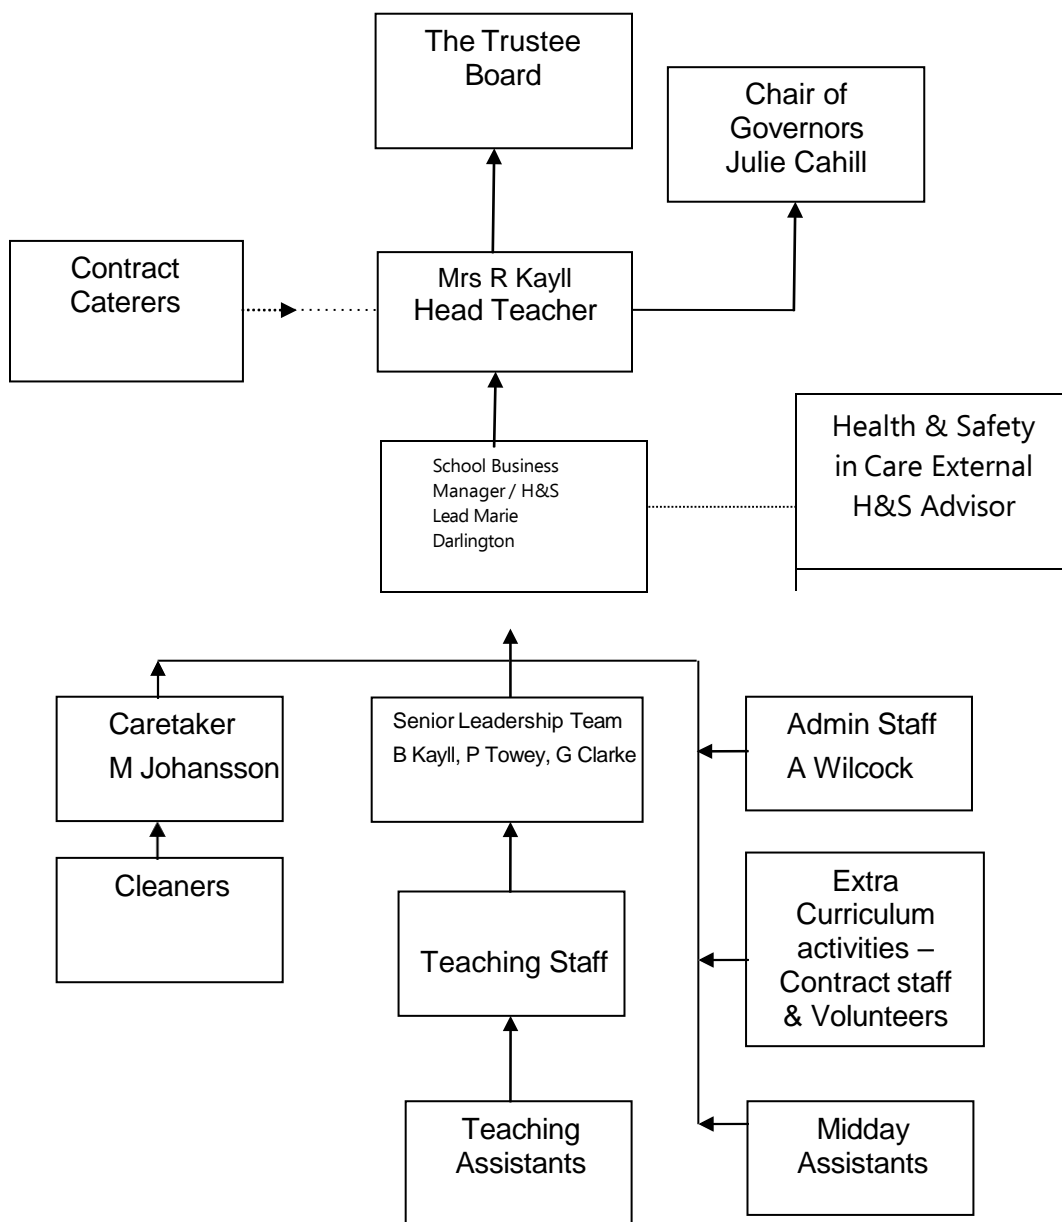 The Trustee
Board
Chair of
Governors
Julie Cahill
Contract
Caterers
Mrs R Kayll
Head Teacher
Health & Safety
in Care External
H&S Advisor
School Business
Manager / H&S
Lead Marie
Darlington
Caretaker
M Johansson
Senior Leadership Team
B Kayll, P Towey, G Clarke
Admin Staff
A Wilcock
Cleaners
Extra
Curriculum
activities –
Contract staff
& Volunteers
Teaching Staff
Teaching
Assistants
Midday
Assistants